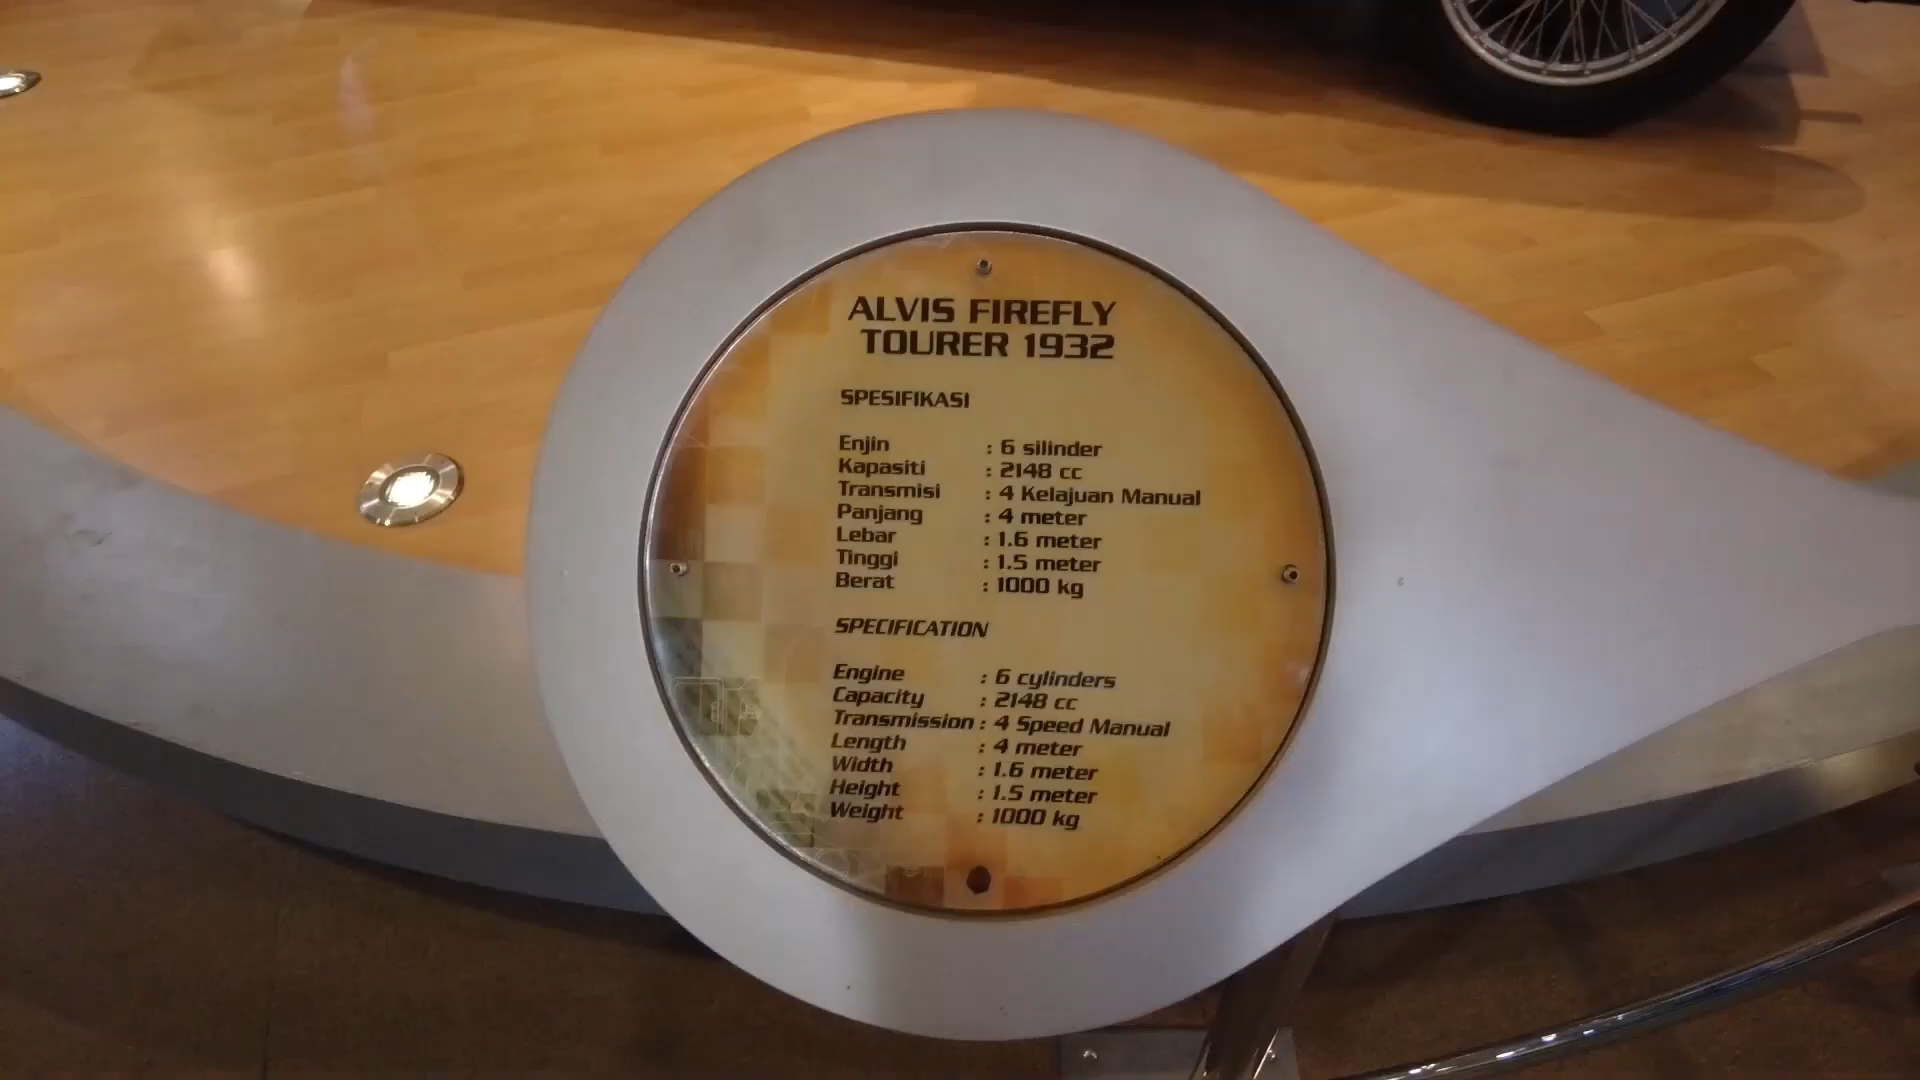 ALVIS FIREFLY
TOURER 1932
SPESIFIKASI
Enjin : 6 silinder
Kapasiti : 2148 cc
Transmisi : 4 Kelajuan Manual
Panjang : 4 meter
Lebar : 1.6 meter
Tinggi : 1.5 meter
Berat : 1000 kg
SPECIFICATION
Engine : 6 cylinders
Capacity : 2148 cc
Transmission : 4 Speed Manual
Length : 4 meter
Width : 1.6 meter
Height : 1.5 meter
Weight : 1000 kg